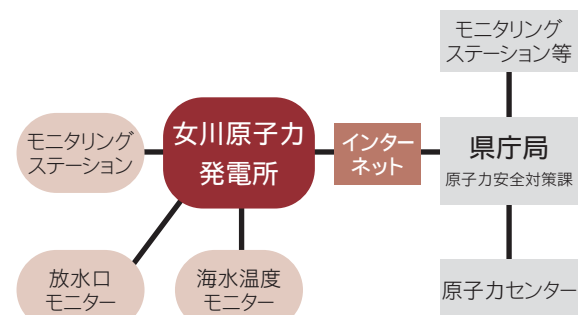 モニタリング
ステーション等
モニタリング
ステーション
女川原子力
発電所
インター
ネット
県庁局
原子力安全対策課
放水口
モニター
海水温度
モニター
原子力センター